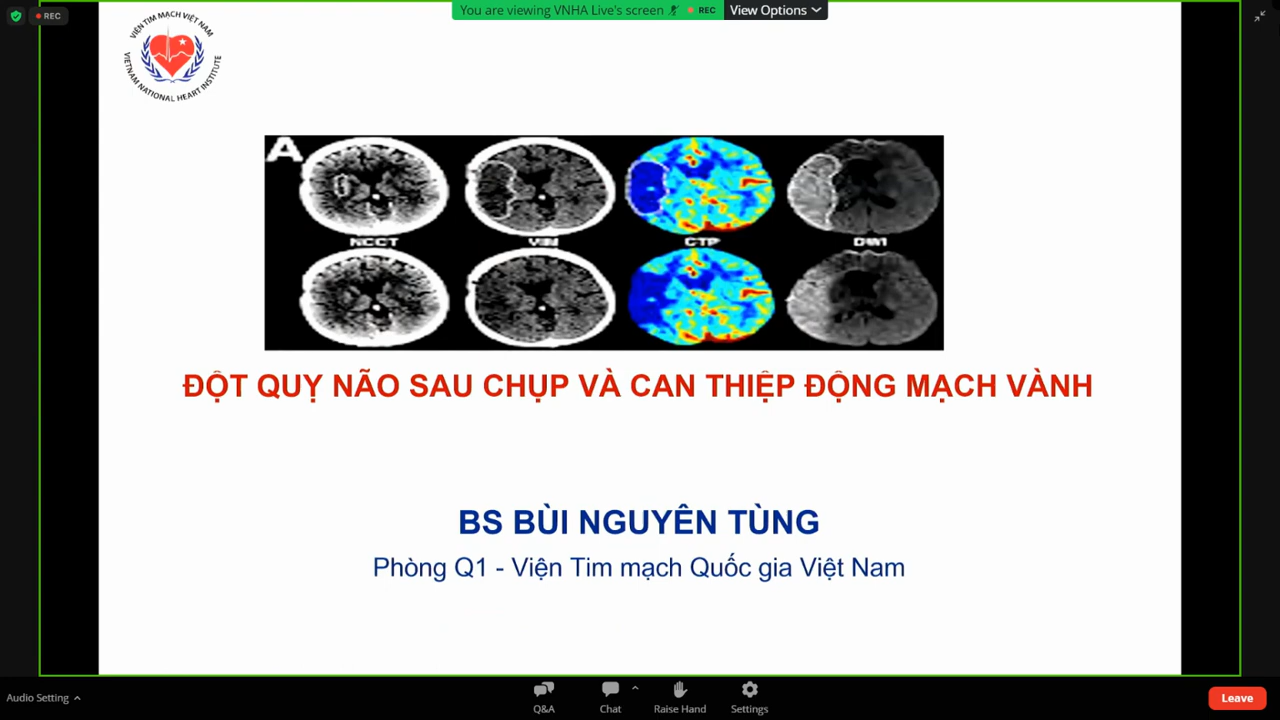 REC
You are viewing VNHA Live's screen
REC
View Options
VIỆN TIM MẠCH VIỆT NAM
VIETNAM NATIONAL HEART INSTITUTE
A
NCCT
CTP
DWI
ĐỘT QUỴ NÃO SAU CHỤP VÀ CAN THIỆP ĐỘNG MẠCH VÀNH
BS BÙI NGUYÊN TÙNG
Phòng Q1 - Viện Tim mạch Quốc gia Việt Nam
Audio Setting
Q&A
Chat
Raise Hand
Settings
Leave